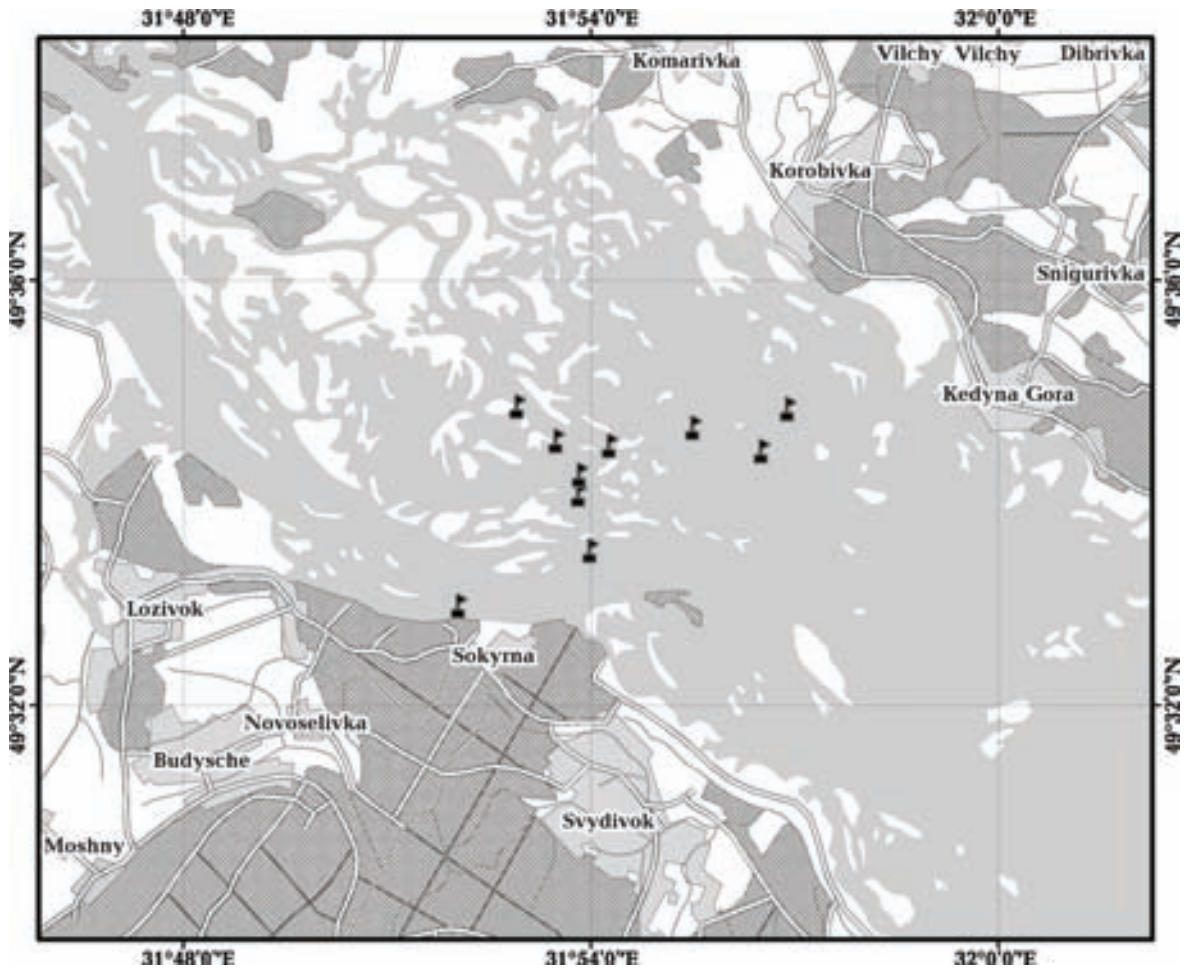 31°48'0"E 31°54'0"E 32°0'0"E
Komarivka Vilchy Vilchy Dibrivka
Korobivka
49°36'0"N Snigurivka 49°36'0"N
Kedyna Gora
Lozivok
Sokyrna
49°32'0"N Novoselivka 49°32'0"N
Budysche
Svydivok
Moshny
31°48'0"E 31°54'0"E 32°0'0"E